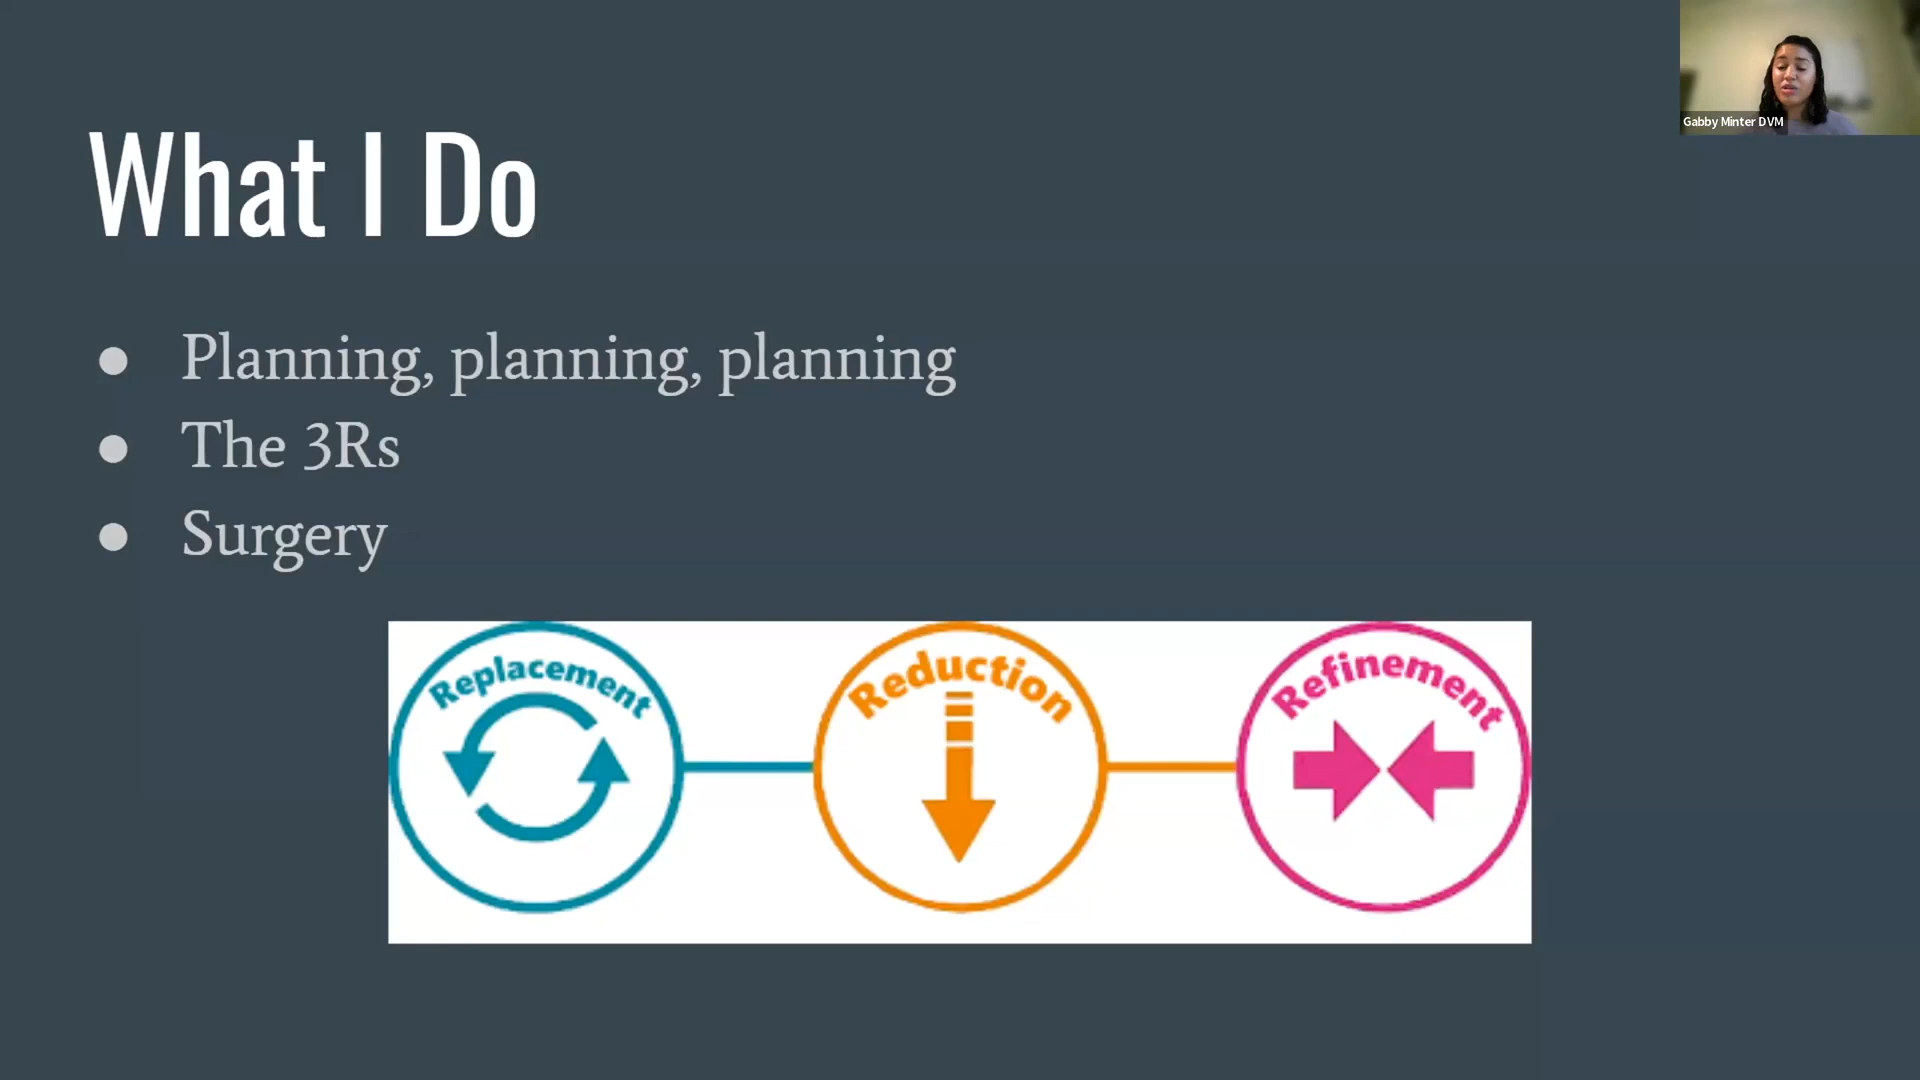 Gabby Minter DVM
What I Do
Planning, planning, planning
The 3Rs
Surgery
Replacement
Reduction
Refinement